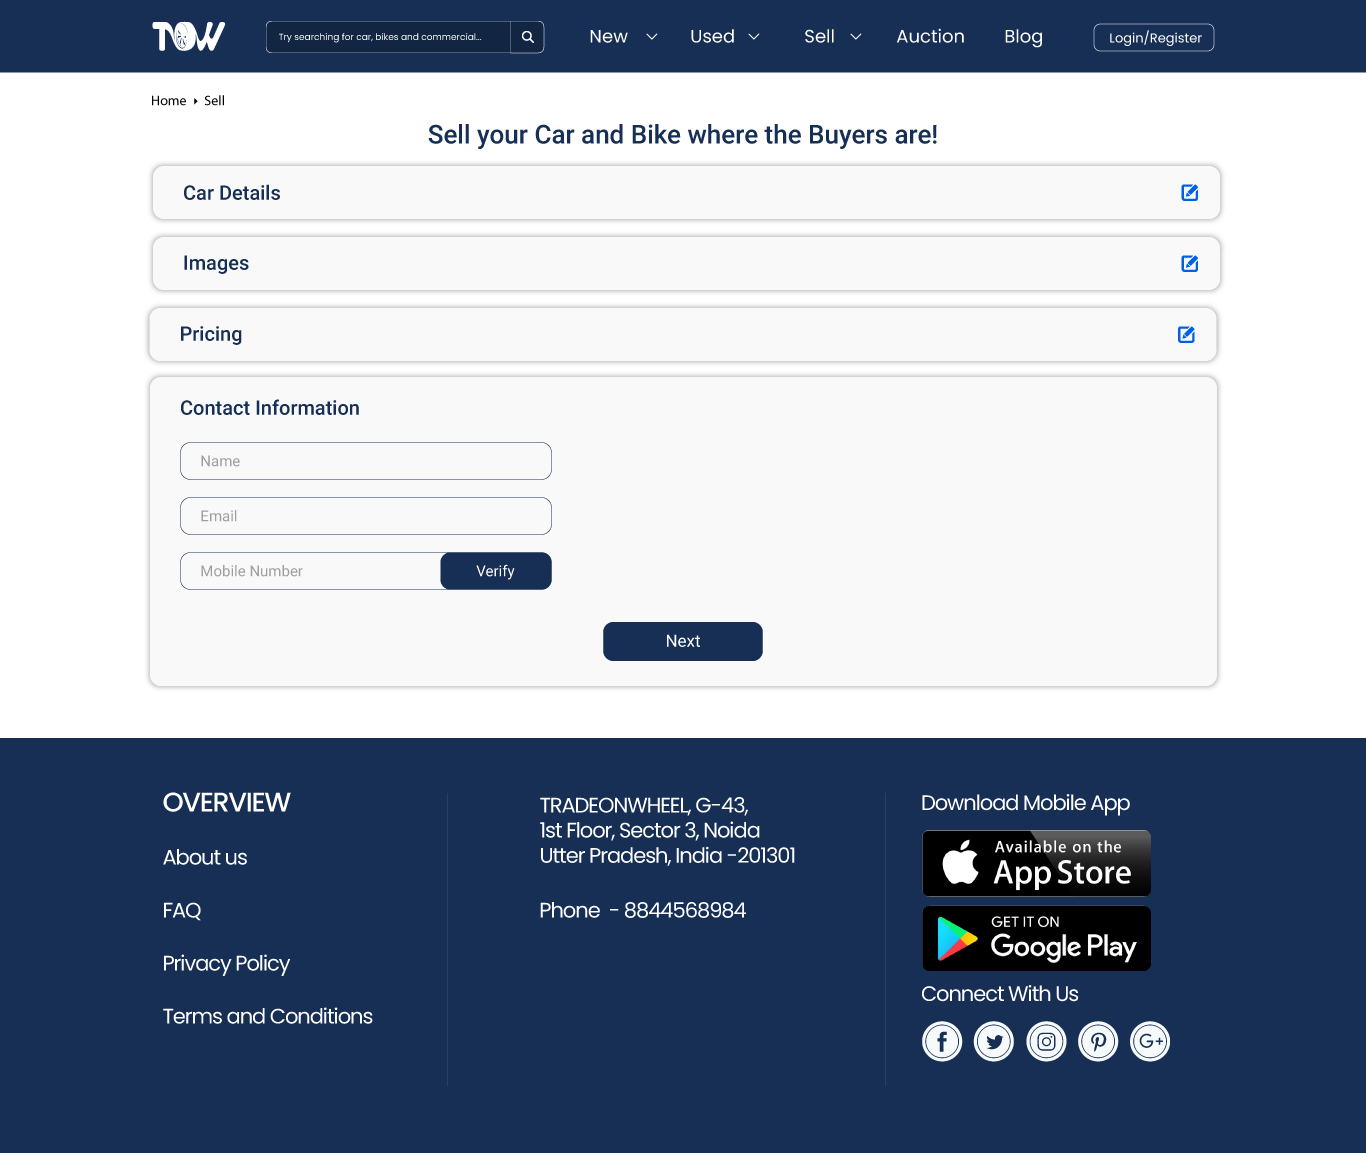 TOW
Try searching for car, bikes and commercial...
New
Used
Sell
Auction
Blog
Login/Register
Home
Sell
Sell your Car and Bike where the Buyers are!
Car Details
Images
Pricing
Contact Information
Name
Email
Mobile Number
Verify
Next
OVERVIEW
About us
FAQ
Privacy Policy
Terms and Conditions
TRADEONWHEEL, G-43,
1st Floor, Sector 3, Noida
Utter Pradesh, India -201301
Phone - 8844568984
Download Mobile App
Available on the
App Store
GET IT ON
Google Play
Connect With Us
f
G+